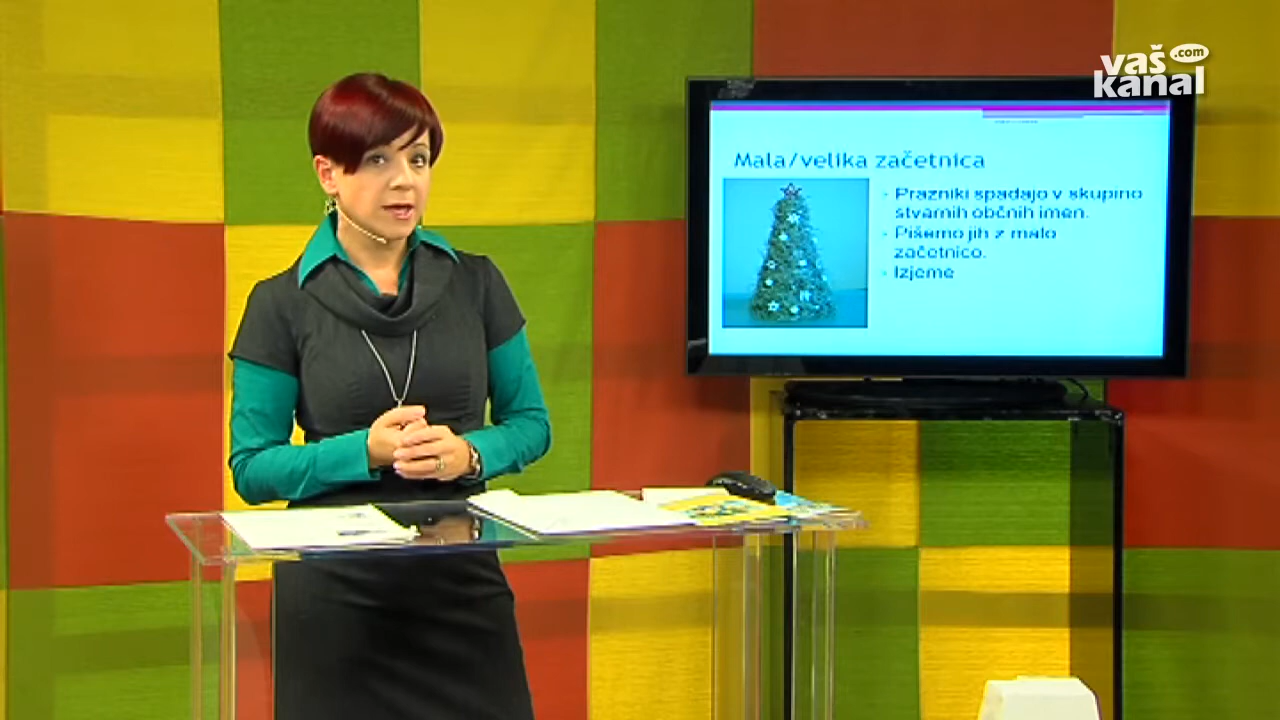 vaš .com
kanal
Mala/velika začetnica
- Prazniki spadajo v skupino
stvarnih občnih imen.
- Pišemo jih z malo
začetnico.
- Izjeme